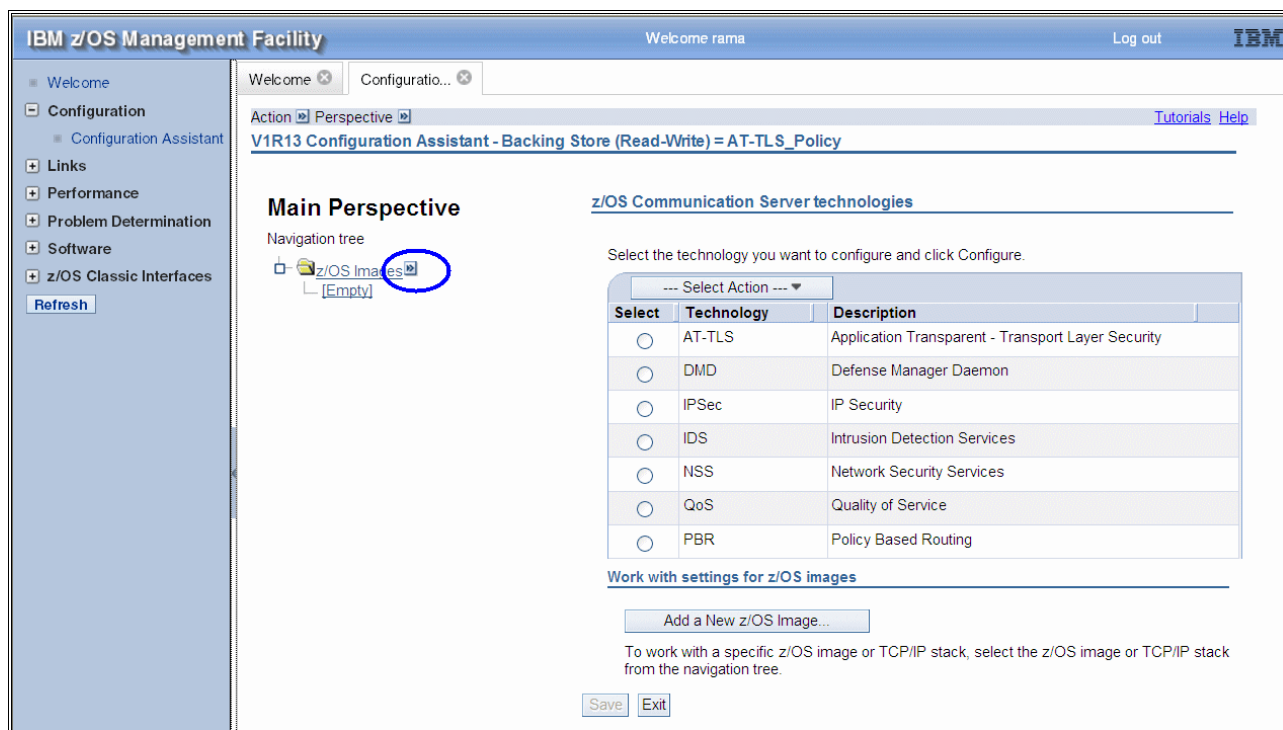 IBM z/OS Management Facility
Welcome rama
Log out
IBM
Welcome
Configuration
Configuration Assistant
Links
Performance
Problem Determination
Software
z/OS Classic Interfaces
Refresh
Welcome
Configuratio...
Action Perspective
Tutorials Help
V1R13 Configuration Assistant - Backing Store (Read-Write) = AT-TLS_Policy
Main Perspective
Navigation tree
z/OS Images
[Empty]
z/OS Communication Server technologies
Select the technology you want to configure and click Configure.
--- Select Action ---
Select Technology Description
AT-TLS Application Transparent - Transport Layer Security
DMD Defense Manager Daemon
IPSec IP Security
IDS Intrusion Detection Services
NSS Network Security Services
QoS Quality of Service
PBR Policy Based Routing
Work with settings for z/OS images
Add a New z/OS Image...
To work with a specific z/OS image or TCP/IP stack, select the z/OS image or TCP/IP stack
from the navigation tree.
Save Exit